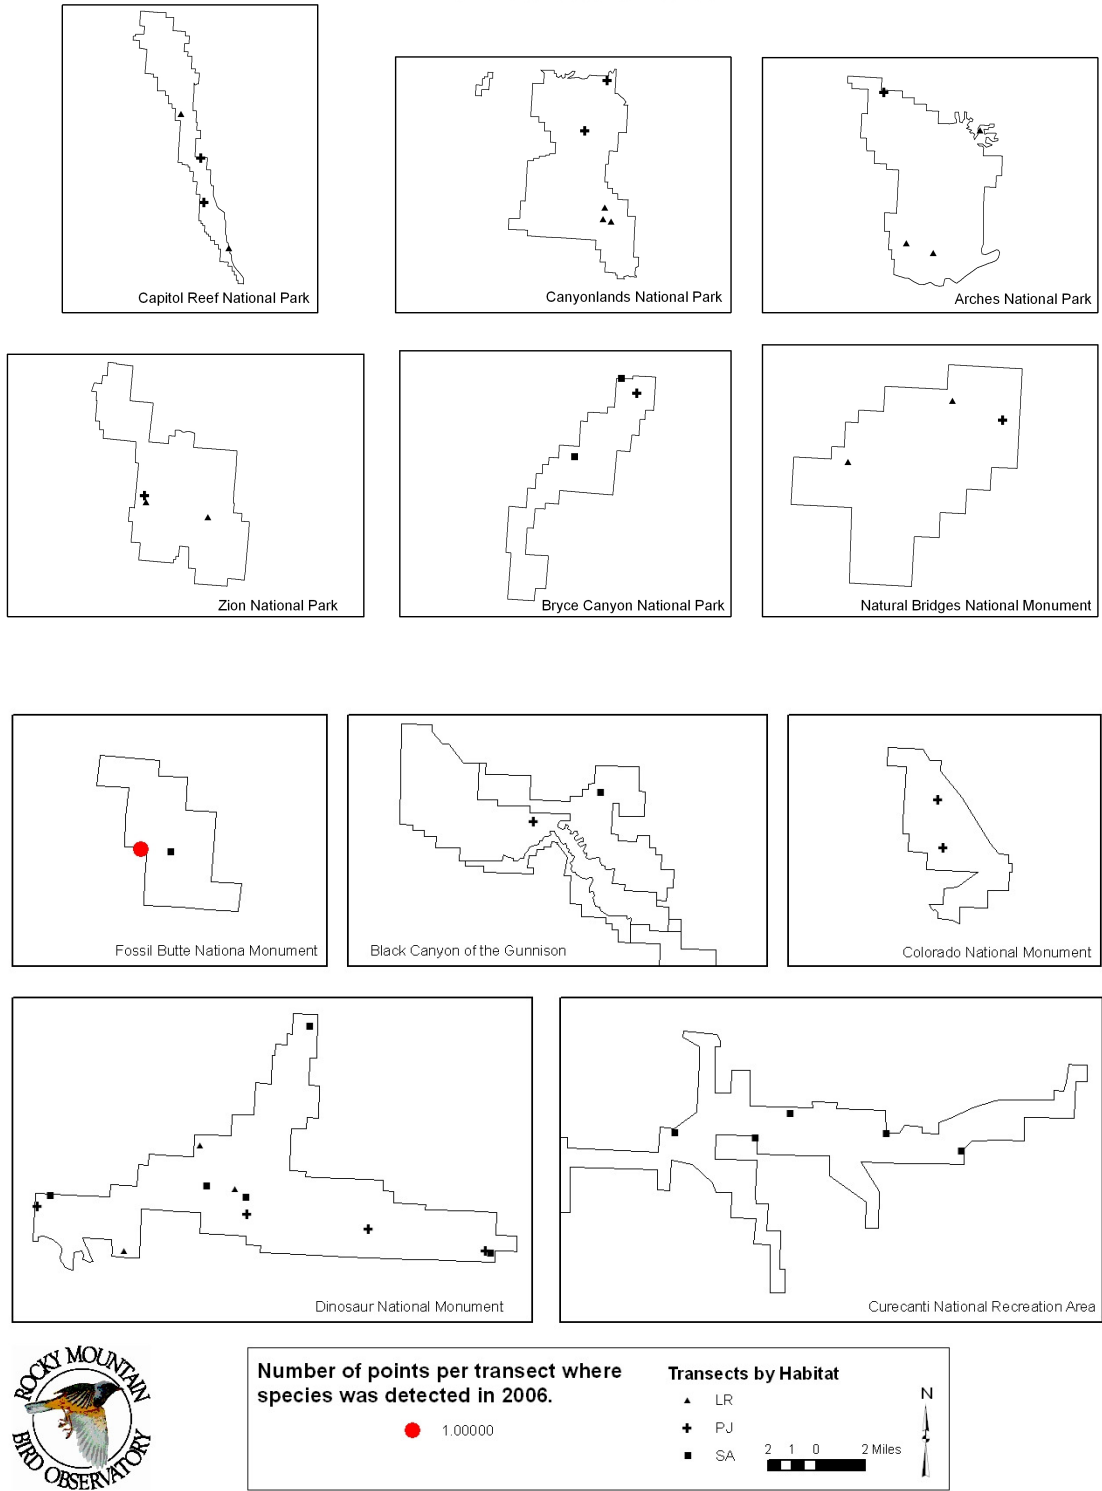 Capitol Reef National Park
Canyonlands National Park
Arches National Park
Zion National Park
Bryce Canyon National Park
Natural Bridges National Monument
Fossil Butte Nationa Monument
Black Canyon of the Gunnison
Colorado National Monument
Dinosaur National Monument
Curecanti National Recreation Area
ROCKY MOUNTAIN
BIRD OBSERVATORY
Number of points per transect where
species was detected in 2006.
1.00000
Transects by Habitat
LR
PJ
SA
N
2 1 0 2 Miles